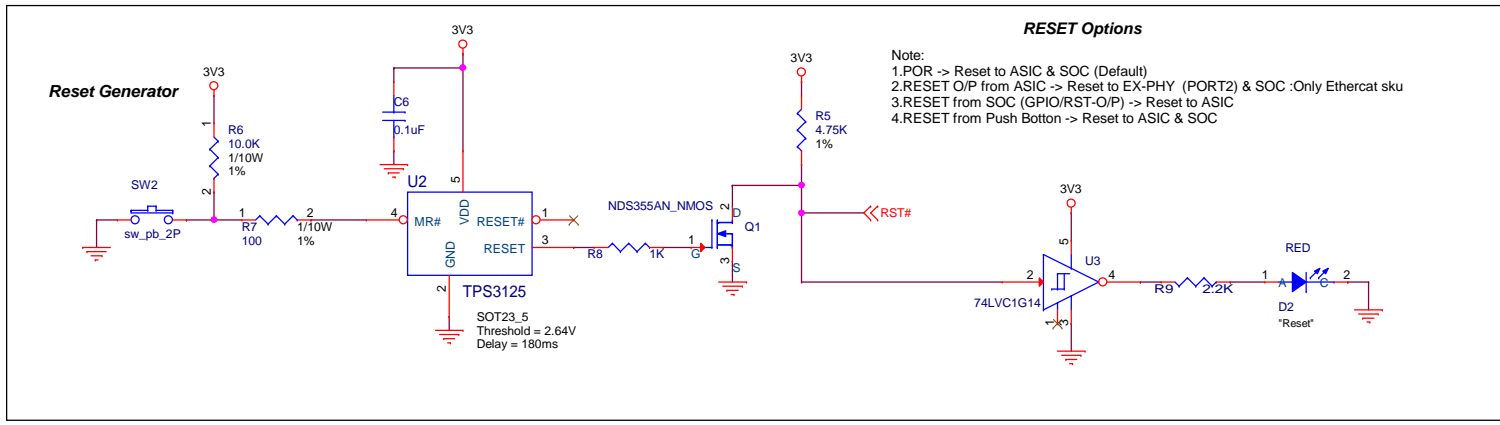 RESET Options
Note:
1.POR -> Reset to ASIC & SOC (Default)
2.RESET O/P from ASIC -> Reset to EX-PHY (PORT2) & SOC :Only Ethercat sku
3.RESET from SOC (GPIO/RST-O/P) -> Reset to ASIC
4.RESET from Push Botton -> Reset to ASIC & SOC
Reset Generator
3V3
1
R6
10.0K
1/10W
1%
2
SW2
sw_pb_2P
1
2
R7
100
1/10W
1%
3V3
C6
0.1uF
U2
5
VDD
4
MR#
RESET#
1
RESET
3
GND
2
TPS3125
SOT23_5
Threshold = 2.64V
Delay = 180ms
R8
1K
NDS355AN_NMOS
1
G
2
D
Q1
3
S
3V3
R5
4.75K
1%
RST#
3V3
5
U3
2
4
74LVC1G14
1
3
R9
2.2K
RED
1
A
C
2
D2
"Reset"